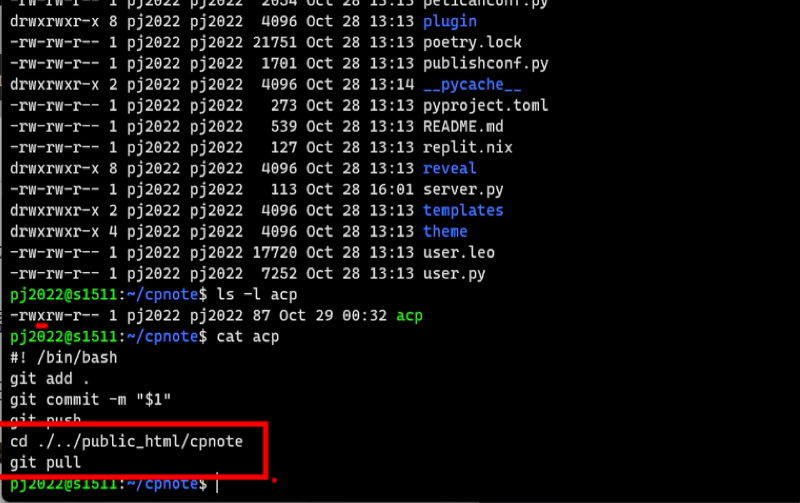 -rw-rw-r-- 1 pj2022 pj2022  2034 Oct 28 13:13 pelicanconf.py
drwxrwxr-x 8 pj2022 pj2022  4096 Oct 28 13:13 plugin
-rw-rw-r-- 1 pj2022 pj2022 21751 Oct 28 13:13 poetry.lock
-rw-rw-r-- 1 pj2022 pj2022  1701 Oct 28 13:13 publishconf.py
drwxrwxr-x 2 pj2022 pj2022  4096 Oct 28 13:14 __pycache__
-rw-rw-r-- 1 pj2022 pj2022   273 Oct 28 13:13 pyproject.toml
-rw-rw-r-- 1 pj2022 pj2022   539 Oct 28 13:13 README.md
-rw-rw-r-- 1 pj2022 pj2022   127 Oct 28 13:13 replit.nix
drwxrwxr-x 8 pj2022 pj2022  4096 Oct 28 13:13 reveal
-rw-rw-r-- 1 pj2022 pj2022   113 Oct 28 16:01 server.py
drwxrwxr-x 2 pj2022 pj2022  4096 Oct 28 13:13 templates
drwxrwxr-x 4 pj2022 pj2022  4096 Oct 28 13:13 theme
-rw-rw-r-- 1 pj2022 pj2022 17720 Oct 28 13:13 user.leo
-rw-rw-r-- 1 pj2022 pj2022  7252 Oct 28 13:13 user.py
pj2022@s1511:~/cpnote$ ls -l acp
-rwxrw-r-- 1 pj2022 pj2022 87 Oct 29 00:32 acp
pj2022@s1511:~/cpnote$ cat acp
#! /bin/bash
git add .
git commit -m "$1"
git push
cd ./../public_html/cpnote
git pull
pj2022@s1511:~/cpnote$